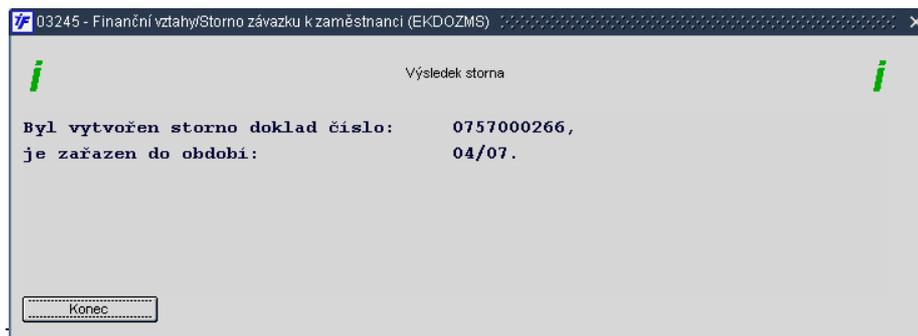 03245 - Finanční vztahy/Storno závazku k zaměstnanci (EKDOZMS)
Výsledek storna
Byl vytvořen storno doklad číslo: 0757000266,
je zařazen do období: 04/07.
Konec